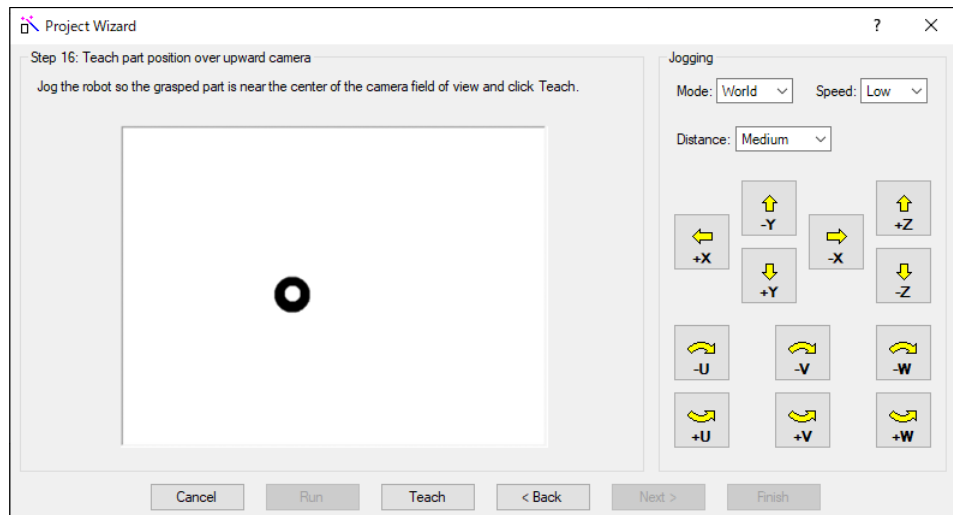 Project Wizard
?
Step 16: Teach part position over upward camera
Jog the robot so the grasped part is near the center of the camera field of view and click Teach.
Jogging
Mode: World Speed: Low
Distance: Medium
-Y +Z
+X -X
+Y -Z
-U -V -W
+U +V +W
Cancel Run Teach < Back Next > Finish